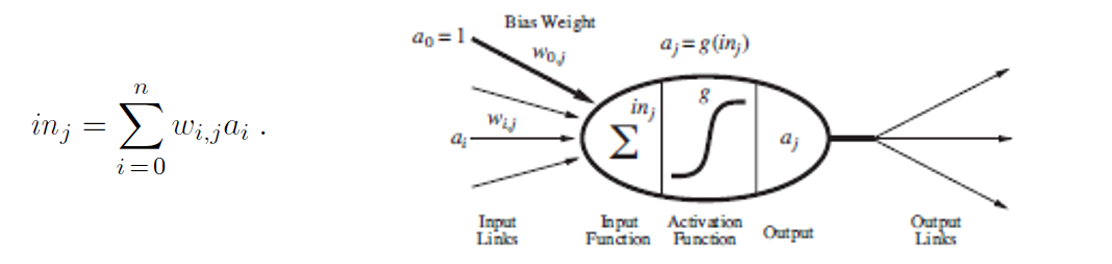 in_j = \sum_{i=0}^{n} w_{i,j} a_i .
Bias Weight
a_0 = 1
w_{0,j}
a_j = g(in_j)
in_j
g
w_{i,j}
a_i
Σ
a_j
Input
Links
Input
Function
Activation
Function
Output
Output
Links